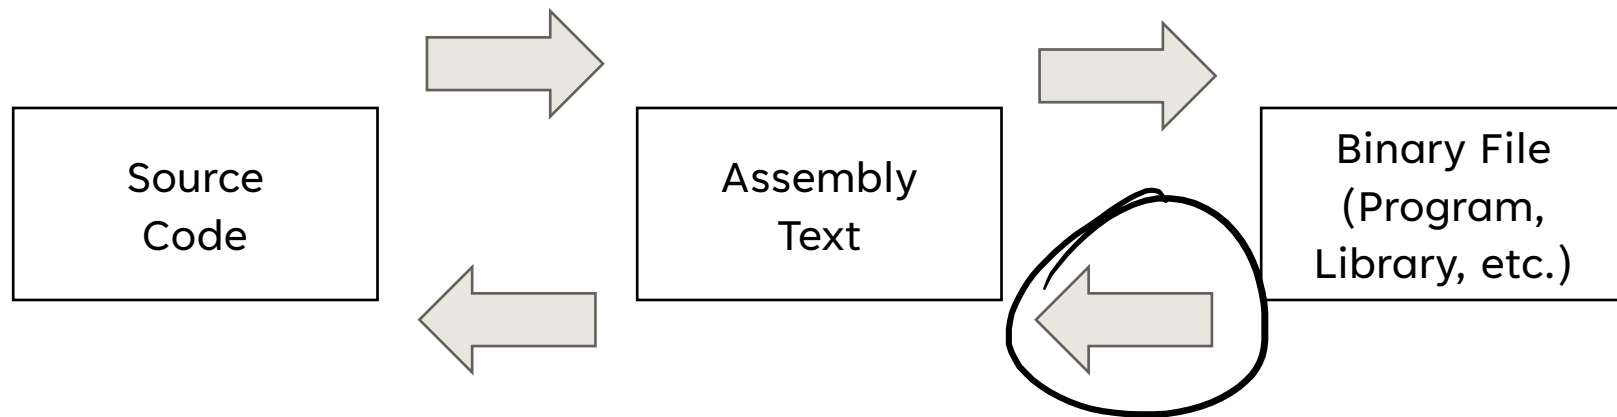 Source
Code
Assembly
Text
Binary File
(Program,
Library, etc.)